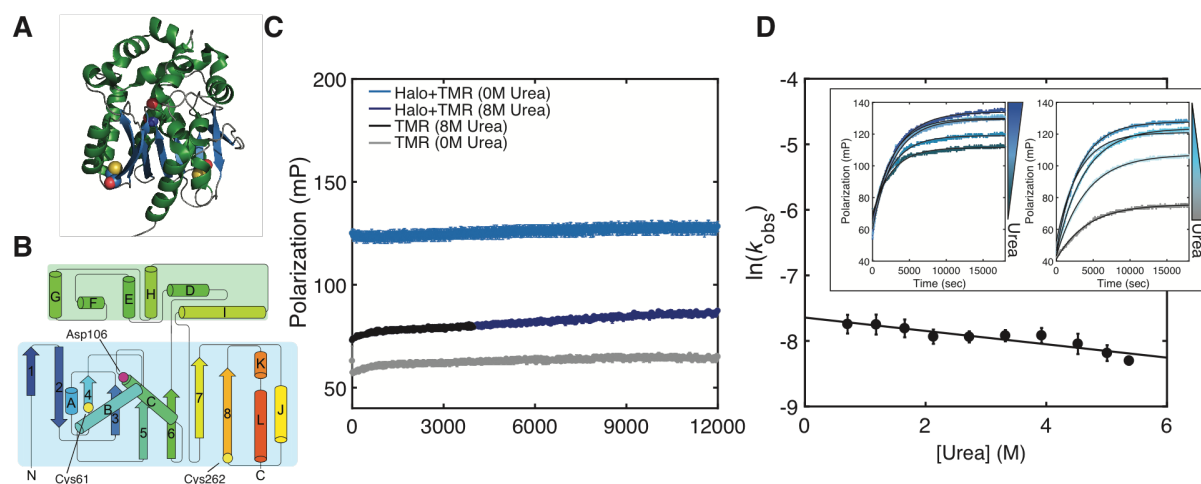 A
B
G
F
E
H
D
I
Asp106
1
2
A
4
B
3
C
5
6
7
8
K
L
J
N
Cys61
Cys262
C
C
Polarization (mP)
200
150
100
50
Halo+TMR (0M Urea)
Halo+TMR (8M Urea)
TMR (8M Urea)
TMR (0M Urea)
0
3000
6000
9000
12000
Time (sec)
D
ln(kobs)
-4
-5
-6
-7
-8
-9
0
2
4
6
[Urea] (M)
Polarization (mP)
140
120
100
80
60
40
0
5000
10000
15000
Time (sec)
Urea
Polarization (mP)
140
120
100
80
60
40
0
5000
10000
15000
Time (sec)
Urea